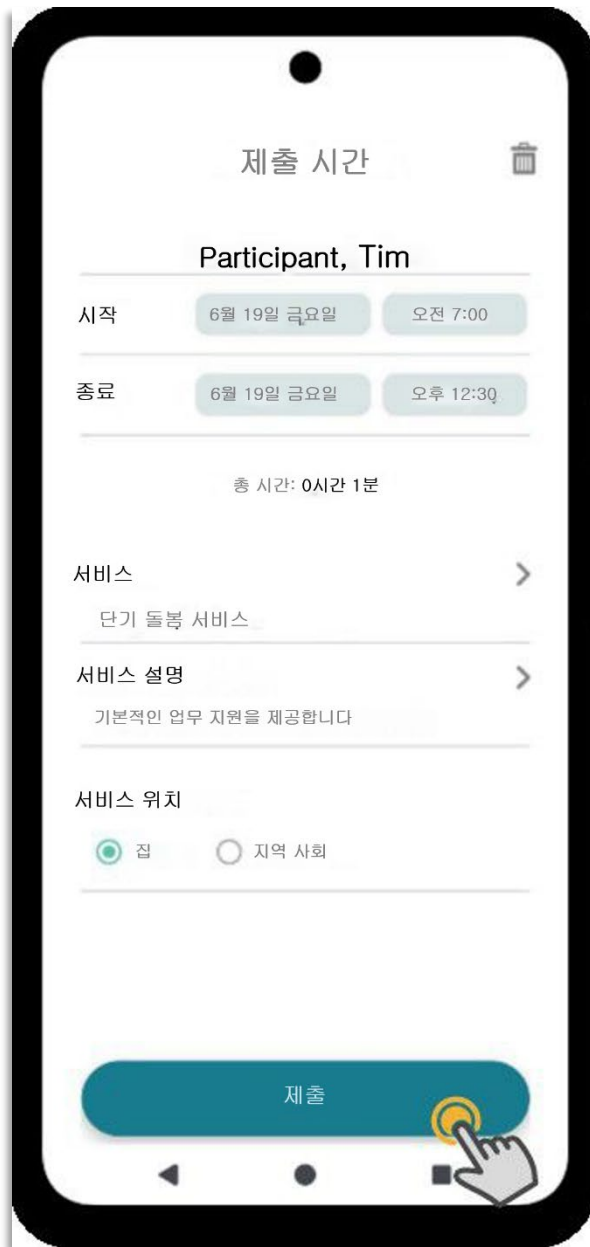 제출 시간
Participant, Tim
시작 6월 19일 금요일 오전 7:00
종료 6월 19일 금요일 오후 12:30
총 시간: 0시간 1분
서비스
단기 돌봄 서비스
서비스 설명
기본적인 업무 지원을 제공합니다
서비스 위치
집 지역 사회
제출